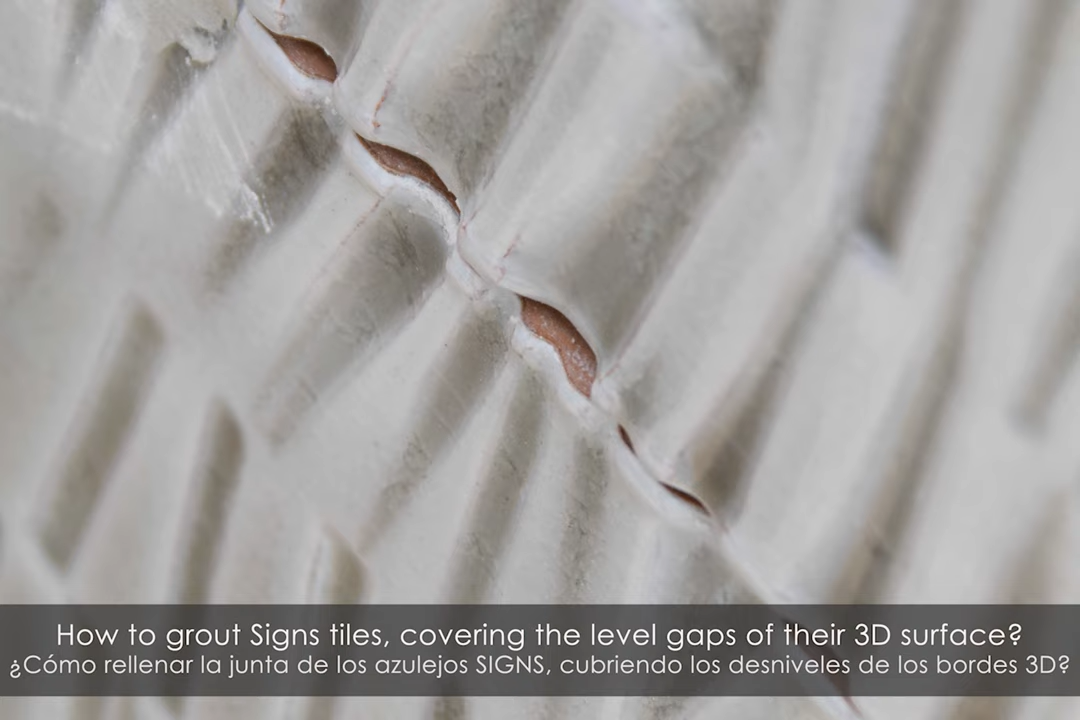 How to grout Signs tiles, covering the level gaps of their 3D surface?
¿Cómo rellenar la junta de los azulejos SIGNS, cubriendo los desniveles de los bordes 3D?